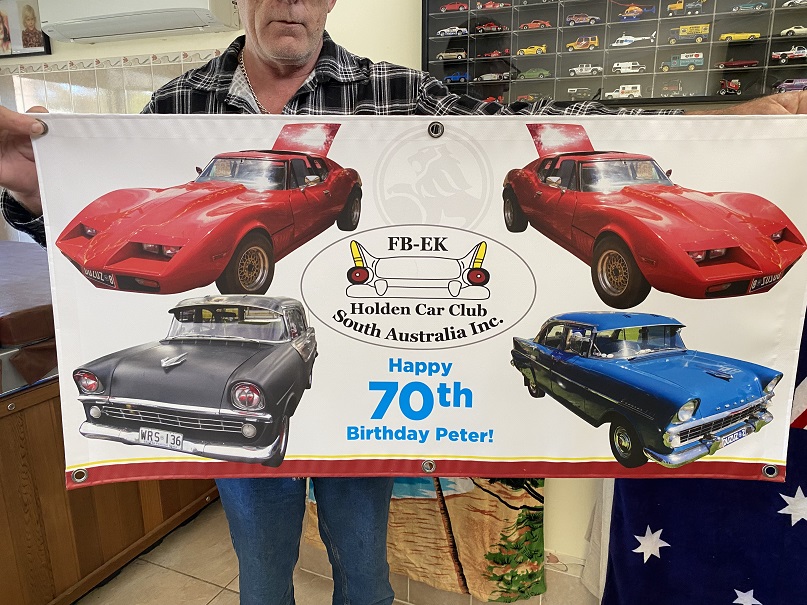 FB-EK
Holden Car Club
South Australia Inc.
Happy
70th
Birthday Peter!
WRS·136